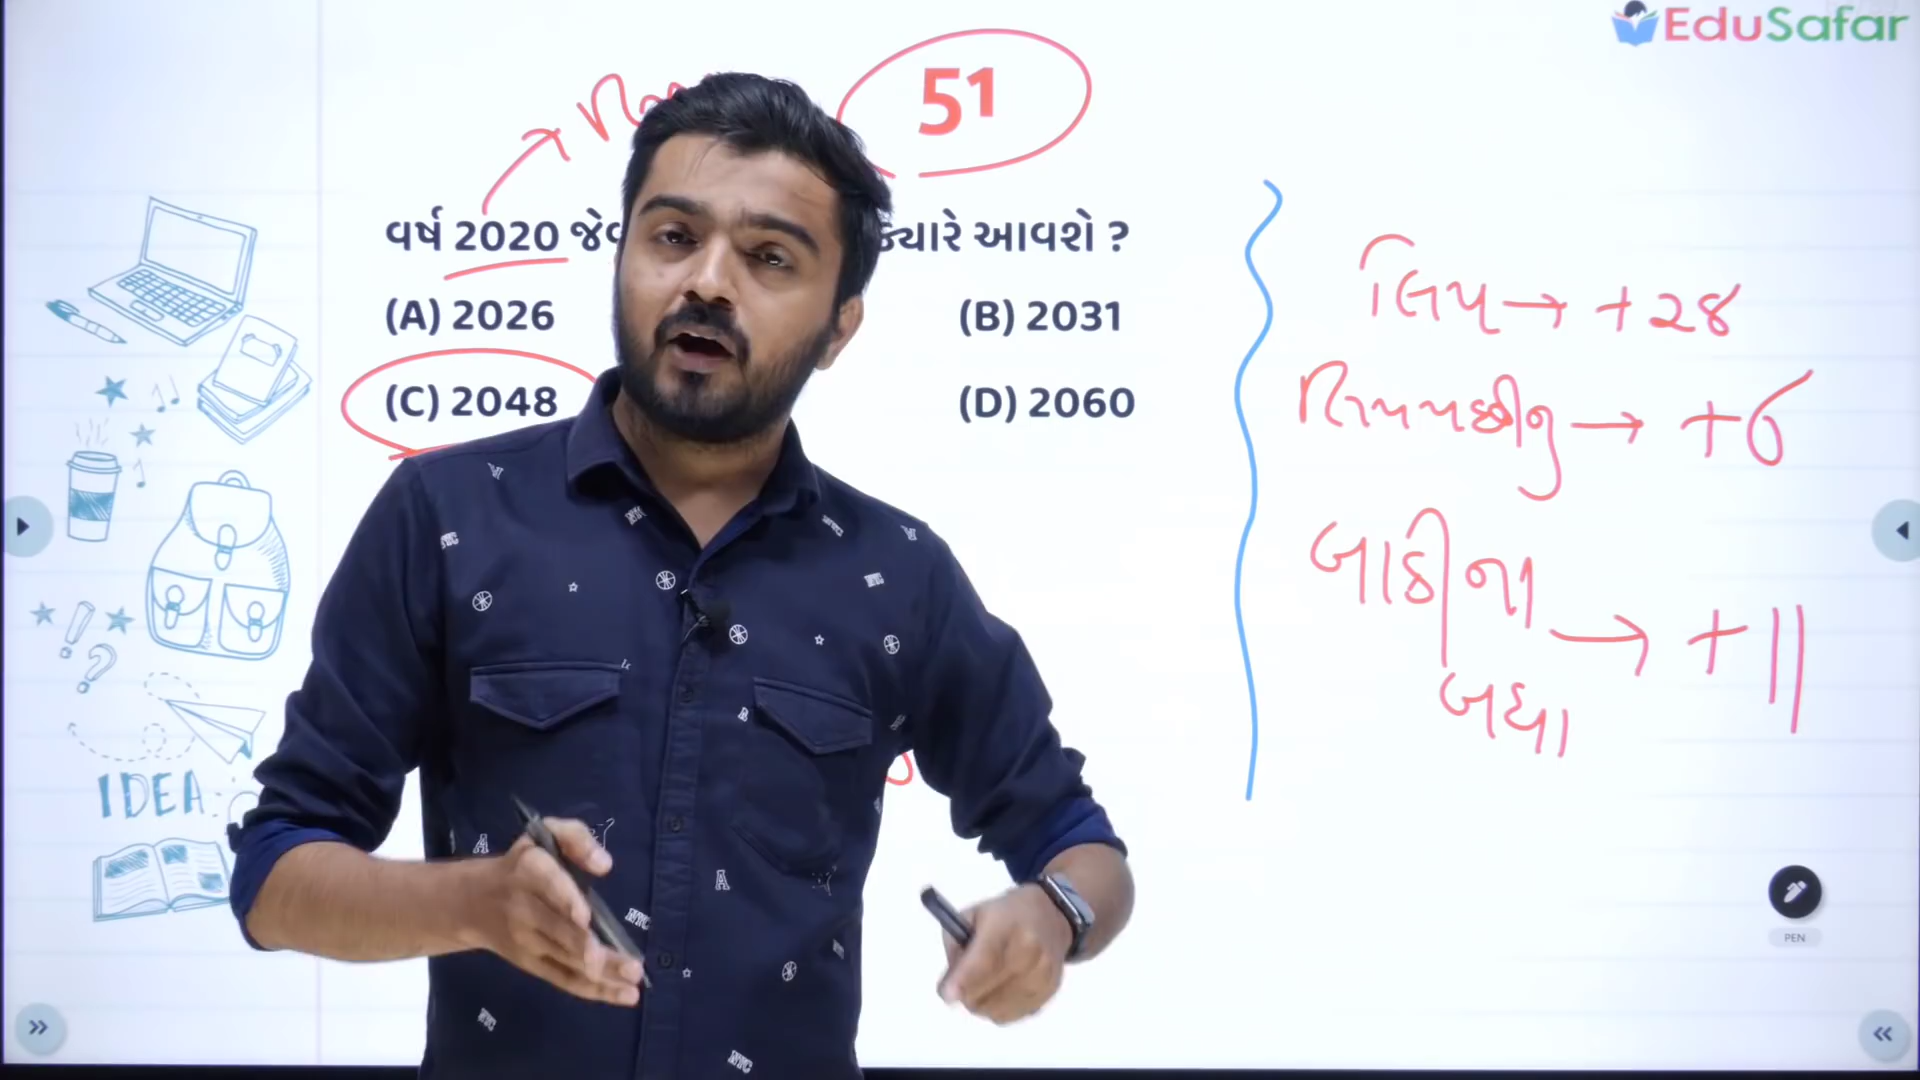 EduSafar
51
વર્ષ 2020 ક્યારે આવશે ?
(A) 2026 (B) 2031
(C) 2048 (D) 2060
લિપ → +28
→ +6
બાકીના
બધા → +11
IDEA:
PEN